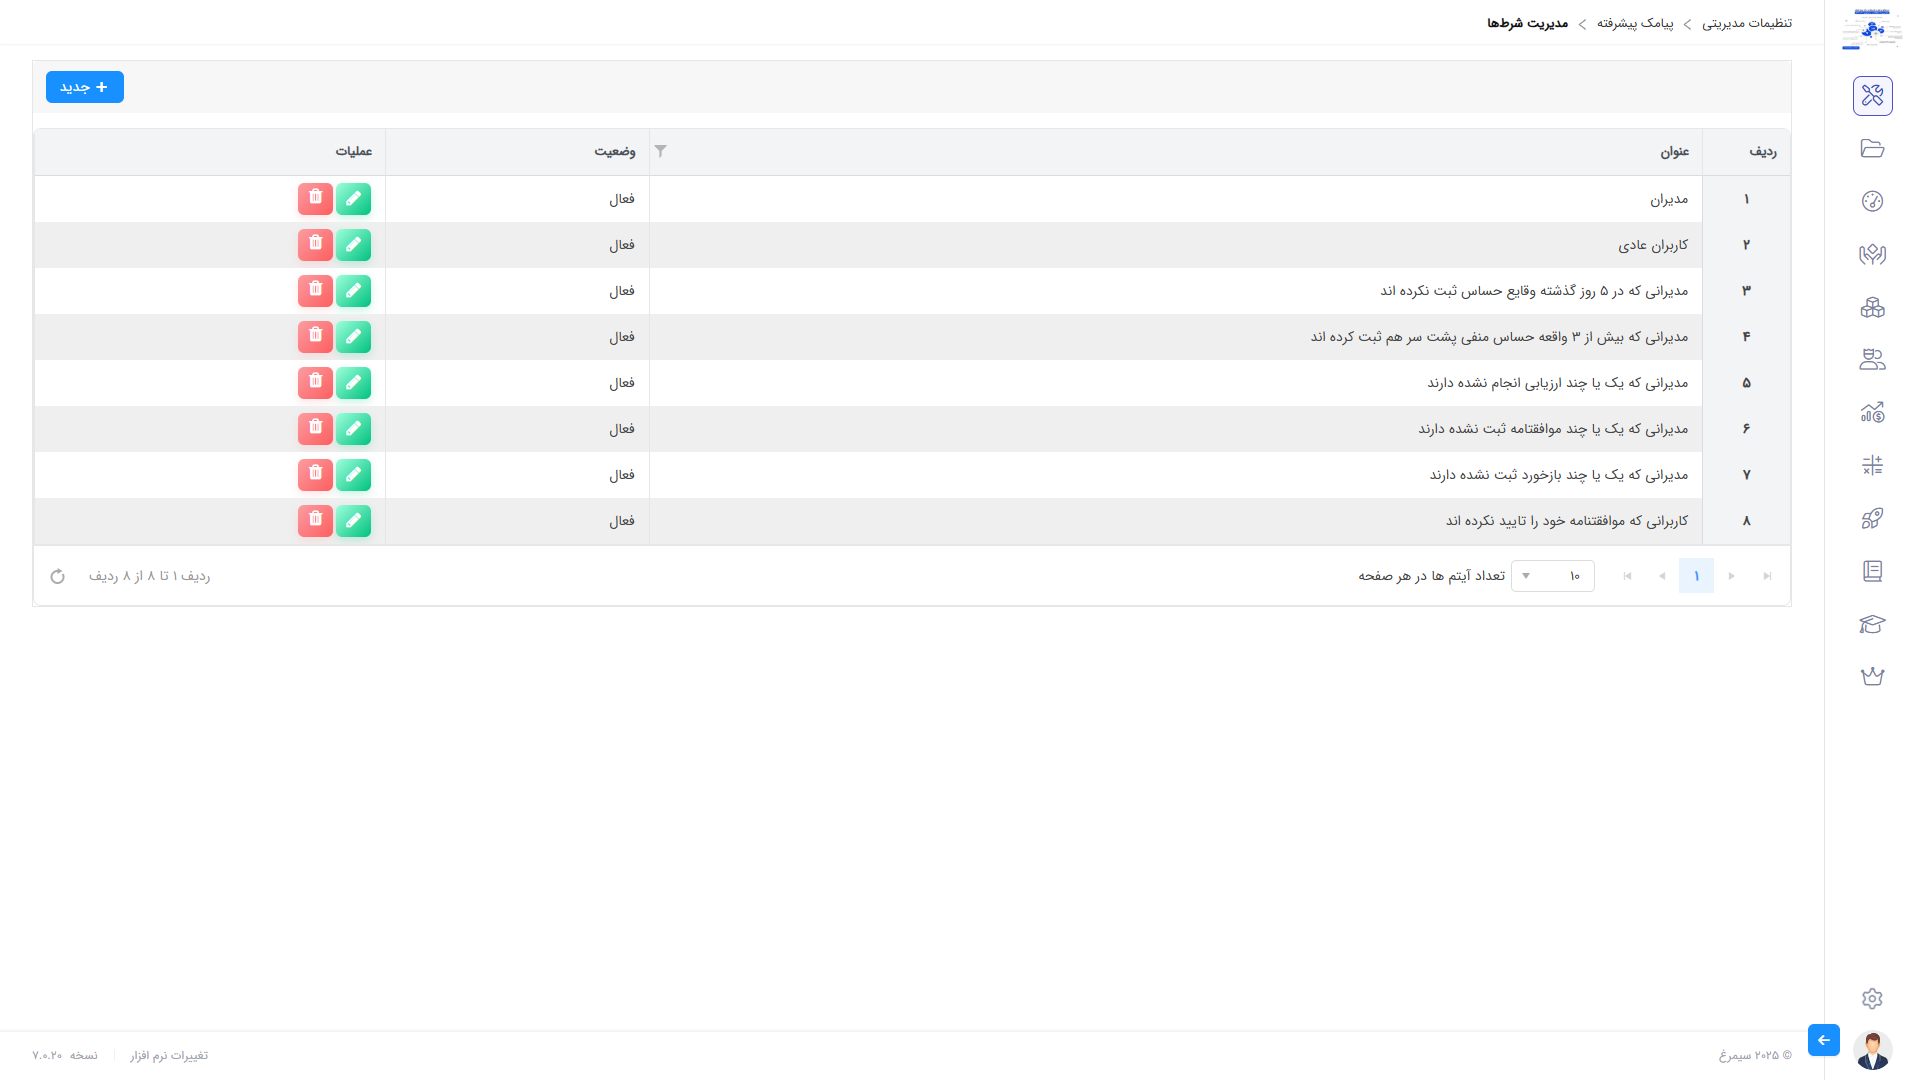 تنظیمات مدیریتی > پیامک پیشرفته > مدیریت شرط‌ها
+ جدید
ردیف عنوان وضعیت عملیات
۱ مدیران فعال
۲ کاربران عادی فعال
۳ مدیرانی که در ۵ روز گذشته وقایع حساس ثبت نکرده اند فعال
۴ مدیرانی که بیش از ۳ واقعه حساس منفی پشت سر هم ثبت کرده اند فعال
۵ مدیرانی که یک یا چند ارزیابی انجام نشده دارند فعال
۶ مدیرانی که یک یا چند موافقتامه ثبت نشده دارند فعال
۷ مدیرانی که یک یا چند بازخورد ثبت نشده دارند فعال
۸ کاربرانی که موافقتنامه خود را تایید نکرده اند فعال
۱ ۱۰ تعداد آیتم ها در هر صفحه ردیف ۱ تا ۸ از ۸ ردیف
© ۲۰۲۵ سیمرغ تغییرات نرم افزار نسخه ۷.۰.۲۰